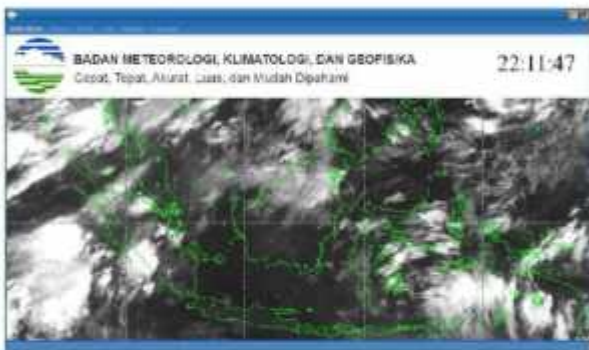 BADAN METEOROLOGI, KLIMATOLOGI, DAN GEOFISIKA
22:11:47
Cepat, Tepat, Akurat, Luas, dan Mudah Dipahami